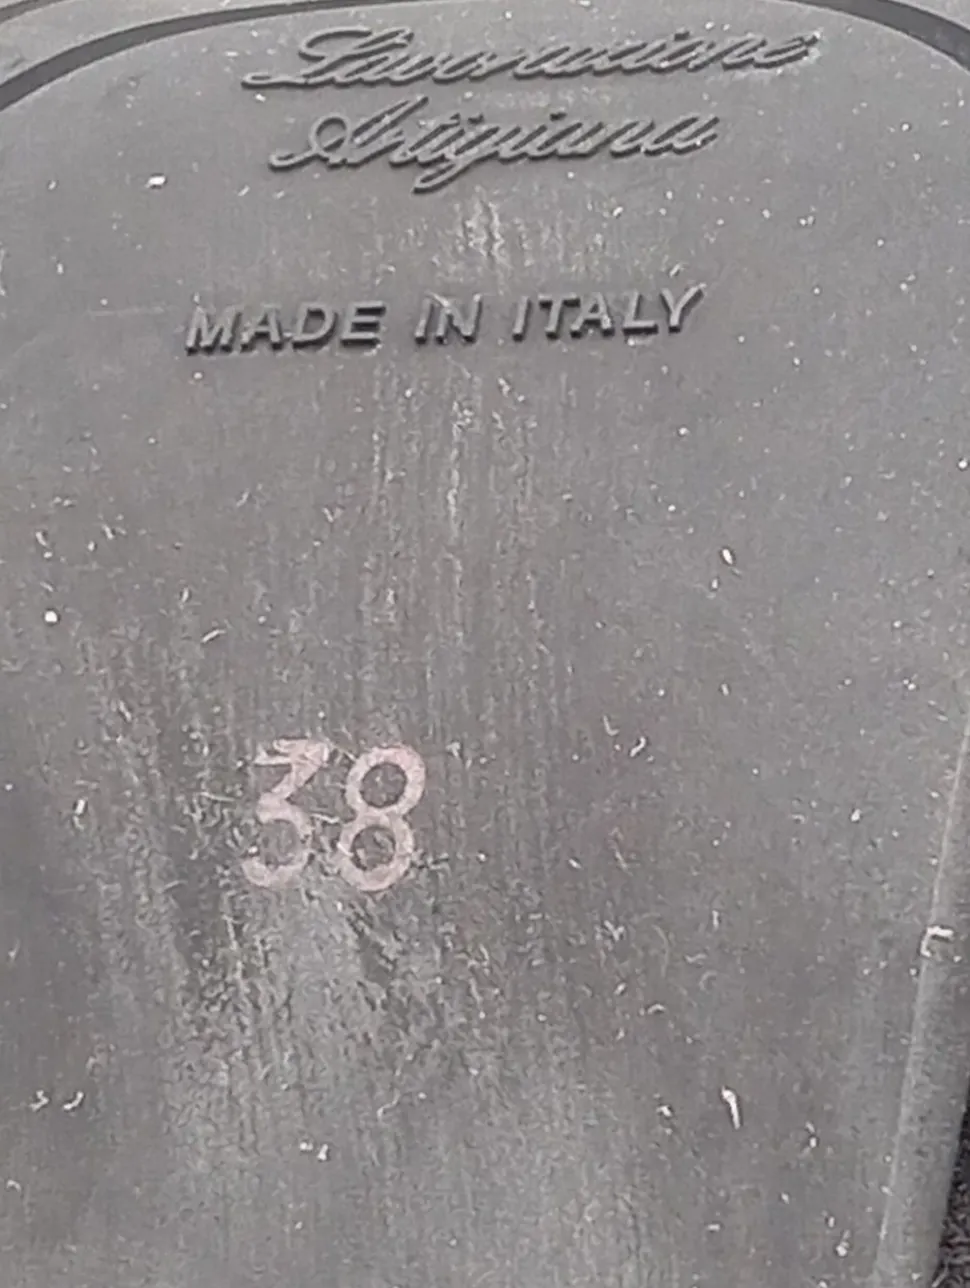 Lavorazione
Artigiana
MADE IN ITALY
38